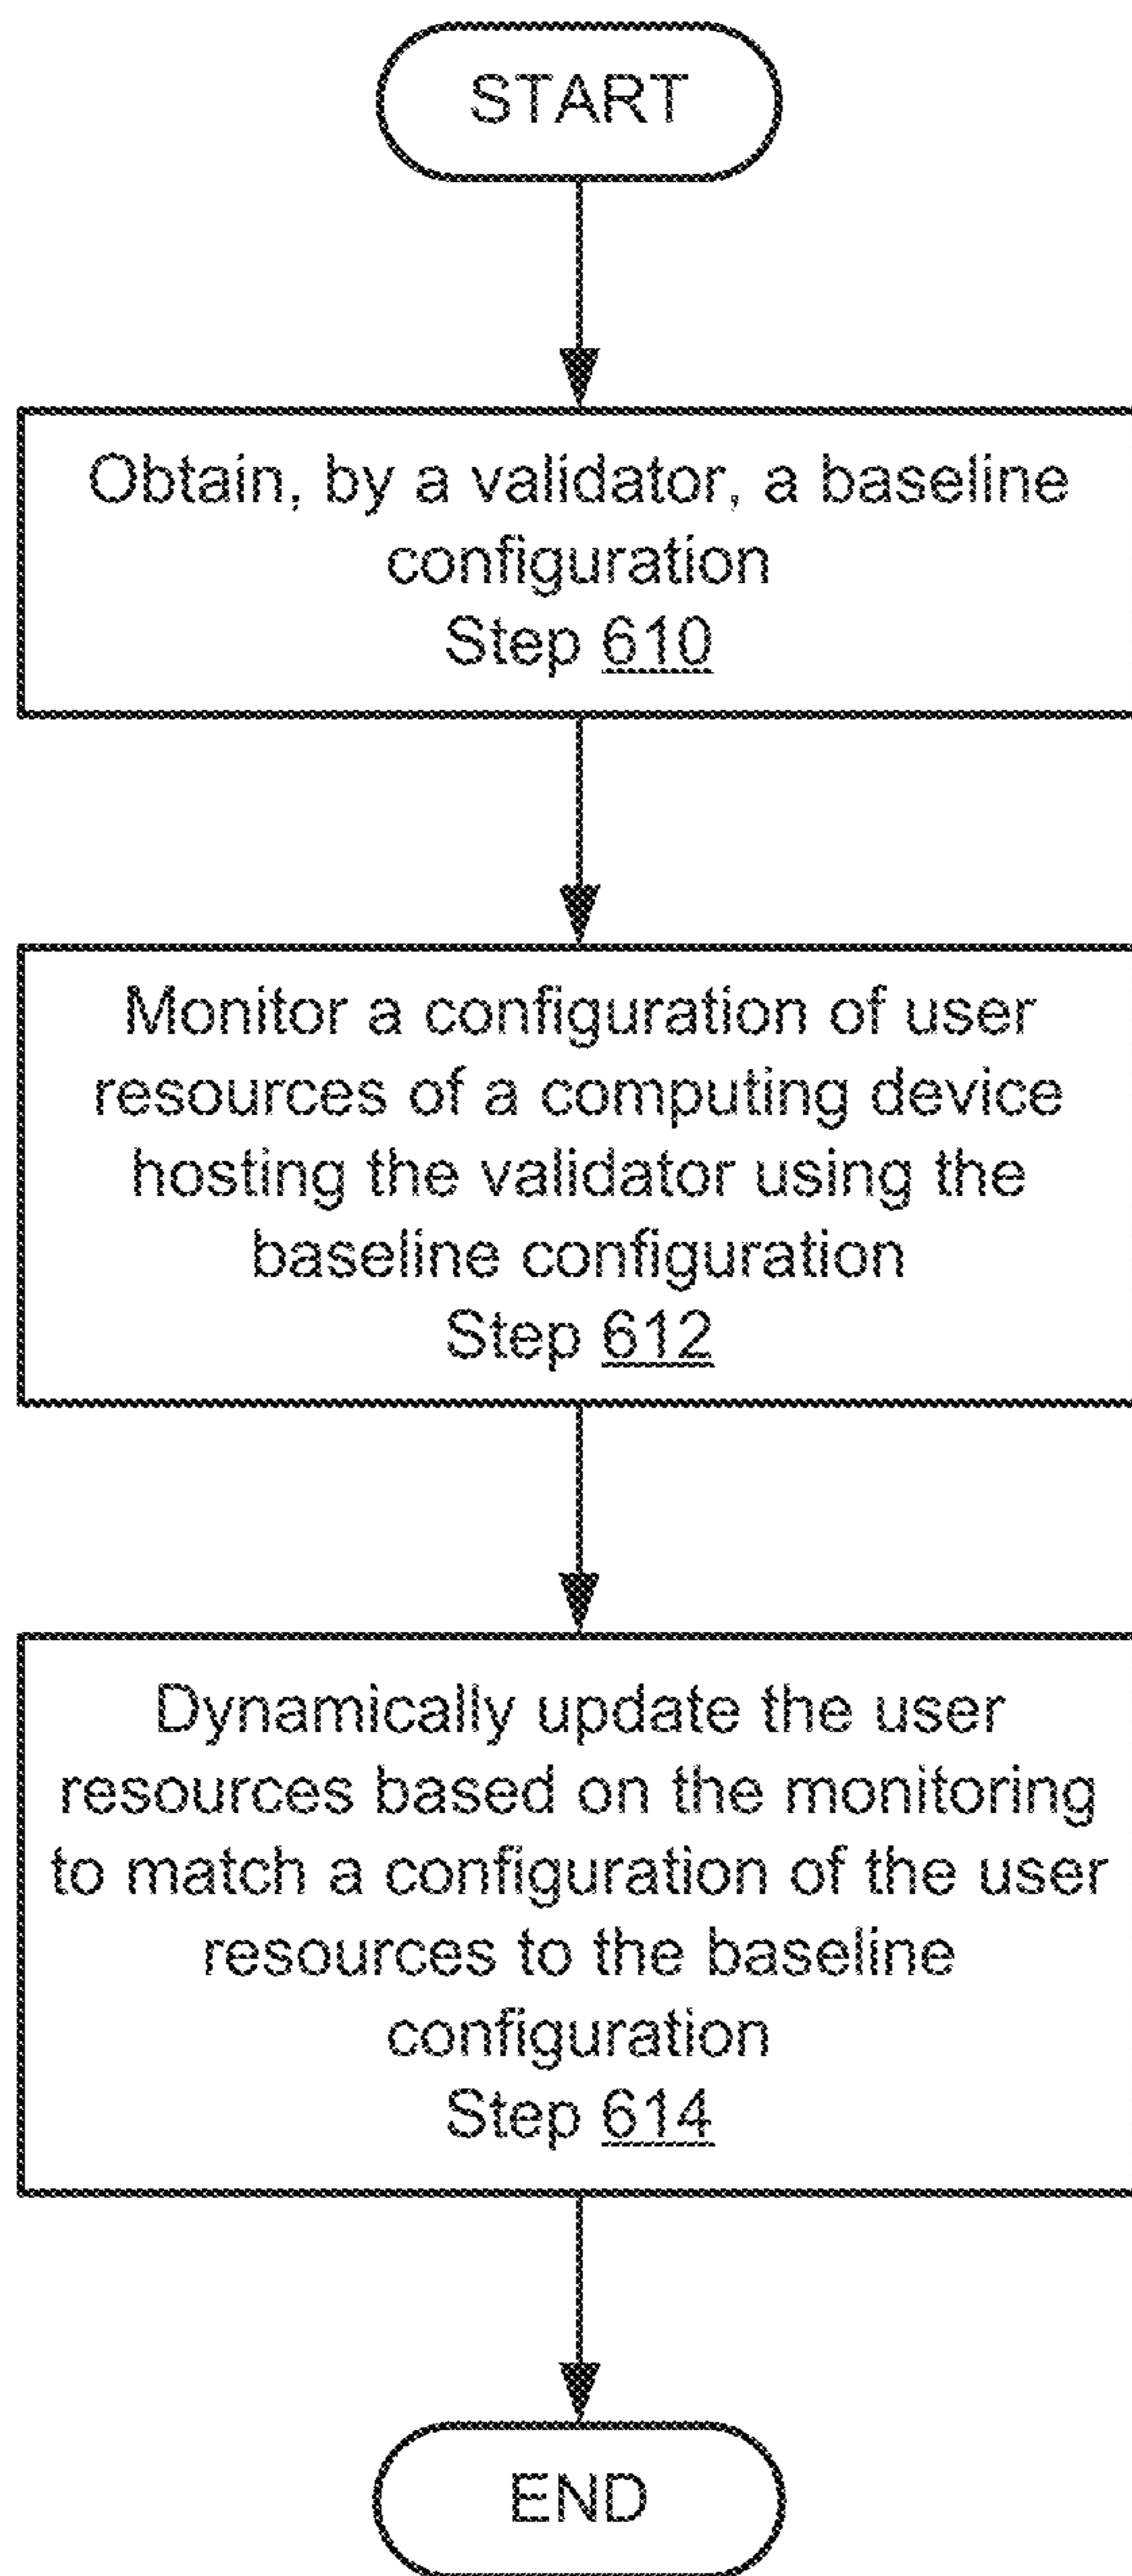 START
Obtain, by a validator, a baseline
configuration
Step 610
Monitor a configuration of user
resources of a computing device
hosting the validator using the
baseline configuration
Step 612
Dynamically update the user
resources based on the monitoring
to match a configuration of the user
resources to the baseline
configuration
Step 614
END